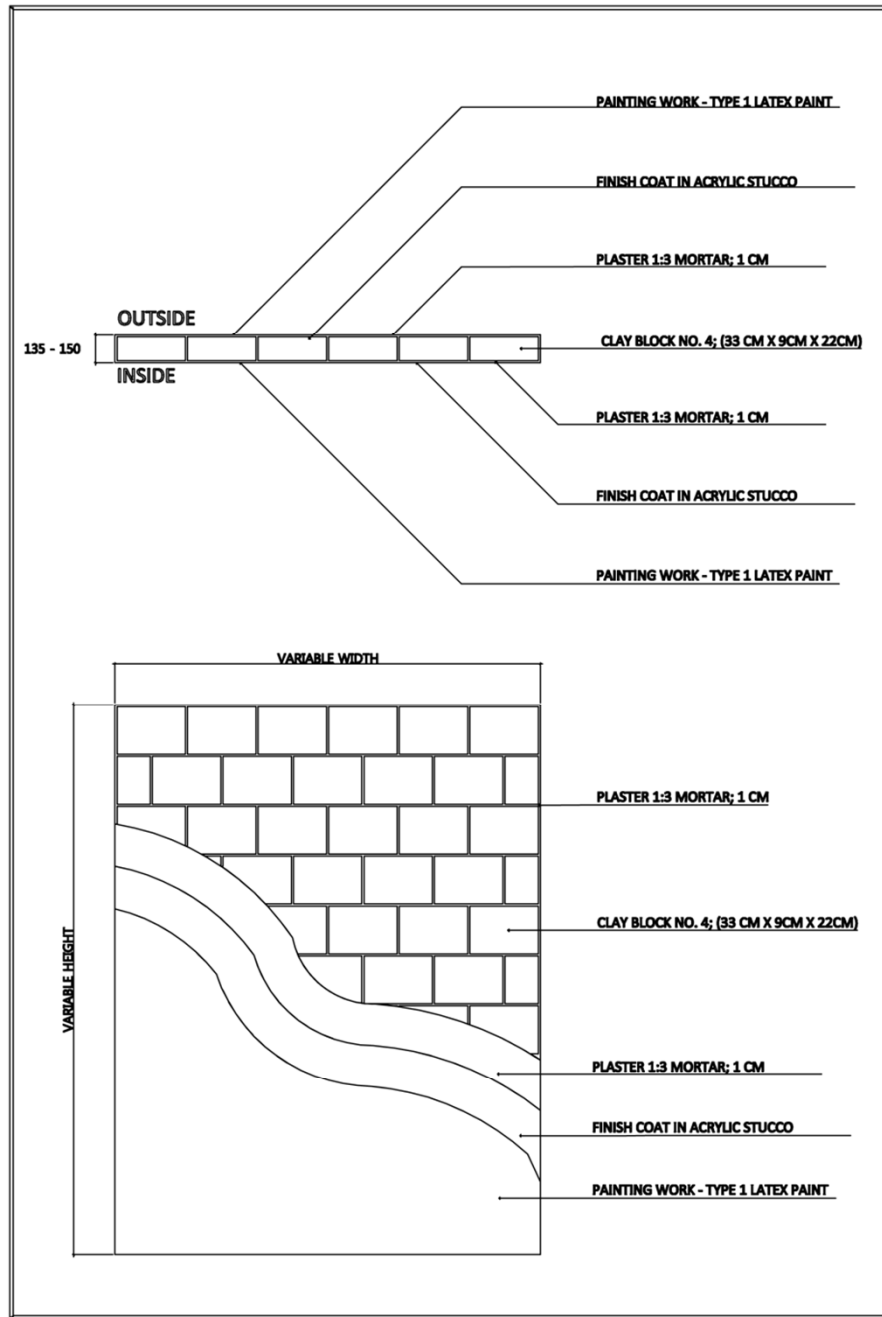 PAINTING WORK - TYPE 1 LATEX PAINT
FINISH COAT IN ACRYLIC STUCCO
PLASTER 1:3 MORTAR; 1 CM
OUTSIDE
135 - 150
CLAY BLOCK NO. 4; (33 CM X 9CM X 22CM)
INSIDE
PLASTER 1:3 MORTAR; 1 CM
FINISH COAT IN ACRYLIC STUCCO
PAINTING WORK - TYPE 1 LATEX PAINT
VARIABLE WIDTH
PLASTER 1:3 MORTAR; 1 CM
CLAY BLOCK NO. 4; (33 CM X 9CM X 22CM)
VARIABLE HEIGHT
PLASTER 1:3 MORTAR; 1 CM
FINISH COAT IN ACRYLIC STUCCO
PAINTING WORK - TYPE 1 LATEX PAINT